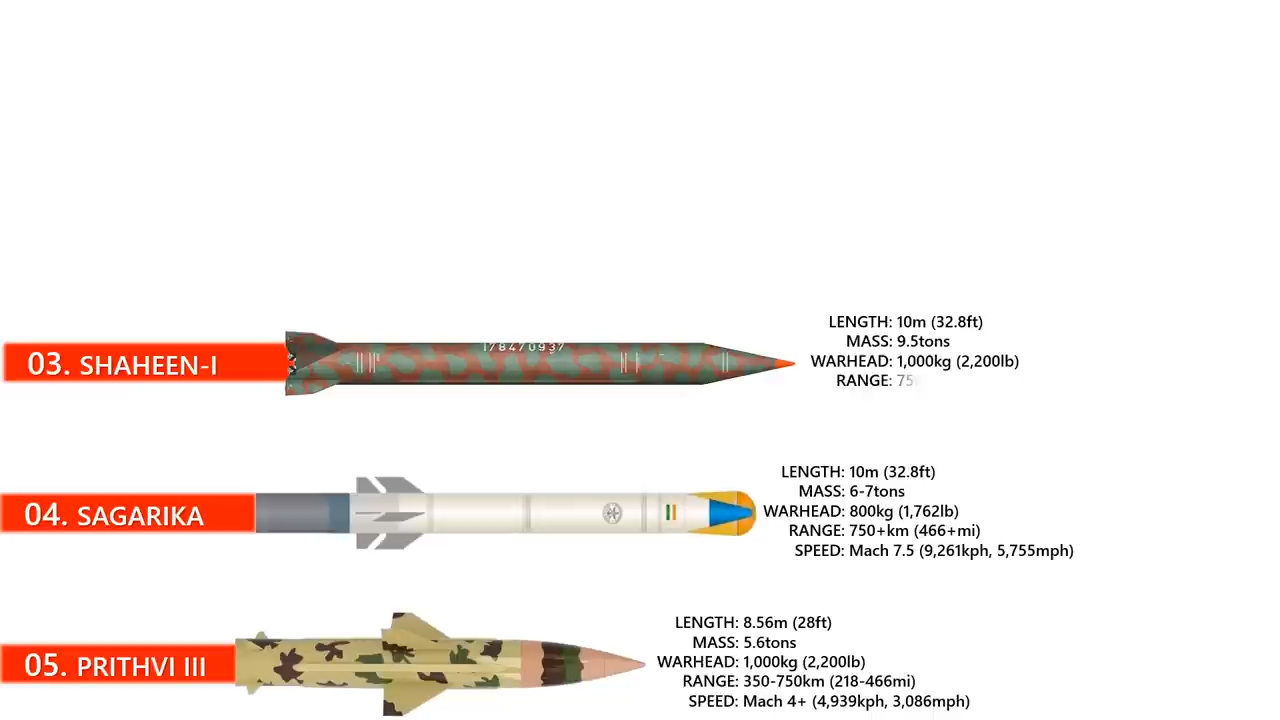 03. SHAHEEN-I
178470937
LENGTH: 10m (32.8ft)
MASS: 9.5tons
WARHEAD: 1,000kg (2,200lb)
RANGE: 75
04. SAGARIKA
LENGTH: 10m (32.8ft)
MASS: 6-7tons
WARHEAD: 800kg (1,762lb)
RANGE: 750+km (466+mi)
SPEED: Mach 7.5 (9,261kph, 5,755mph)
05. PRITHVI III
LENGTH: 8.56m (28ft)
MASS: 5.6tons
WARHEAD: 1,000kg (2,200lb)
RANGE: 350-750km (218-466mi)
SPEED: Mach 4+ (4,939kph, 3,086mph)